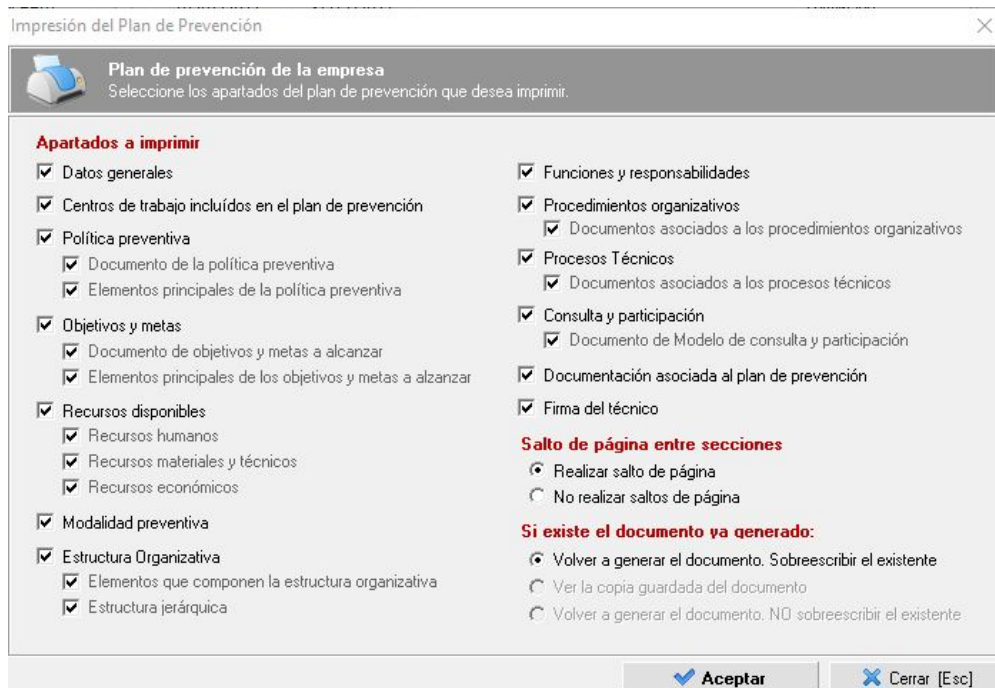 Impresión del Plan de Prevención
Plan de prevención de la empresa
Seleccione los apartados del plan de prevención que desea imprimir.
Apartados a imprimir
Datos generales
Centros de trabajo incluídos en el plan de prevención
Política preventiva
Documento de la política preventiva
Elementos principales de la política preventiva
Objetivos y metas
Documento de objetivos y metas a alcanzar
Elementos principales de los objetivos y metas a alzanzar
Recursos disponibles
Recursos humanos
Recursos materiales y técnicos
Recursos económicos
Modalidad preventiva
Estructura Organizativa
Elementos que componen la estructura organizativa
Estructura jerárquica
Funciones y responsabilidades
Procedimientos organizativos
Documentos asociados a los procedimientos organizativos
Procesos Técnicos
Documentos asociados a los procesos técnicos
Consulta y participación
Documento de Modelo de consulta y participación
Documentación asociada al plan de prevención
Firma del técnico
Salto de página entre secciones
Realizar salto de página
No realizar saltos de página
Si existe el documento ya generado:
Volver a generar el documento. Sobreescribir el existente
Ver la copia guardada del documento
Volver a generar el documento. NO sobreescribir el existente
Aceptar
Cerrar [Esc]